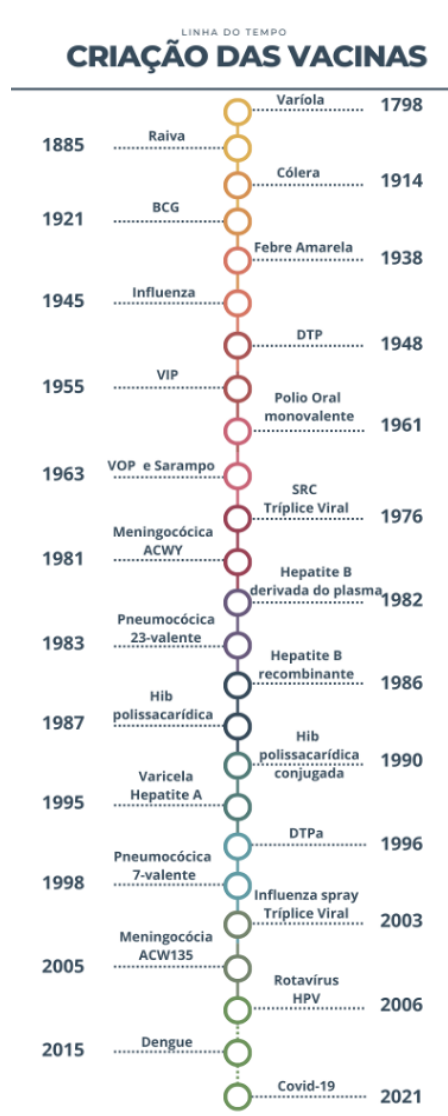 LINHA DO TEMPO
CRIAÇÃO DAS VACINAS
Varíola
1798
1885
Raiva
Cólera
1914
1921
BCG
Febre Amarela
1938
1945
Influenza
DTP
1948
1955
VIP
Polio Oral
monovalente
1961
1963
VOP e Sarampo
SRC
Tríplice Viral
1976
Meningocócica
ACWY
1981
Hepatite B
derivada do plasma
1982
Pneumocócica
23-valente
1983
Hepatite B
recombinante
1986
Hib
polissacarídica
1987
Hib
polissacarídica
conjugada
1990
Varicela
Hepatite A
1995
DTPa
1996
Pneumocócica
7-valente
1998
Influenza spray
Tríplice Viral
2003
Meningocócia
ACW135
2005
Rotavírus
HPV
2006
2015
Dengue
Covid-19
2021